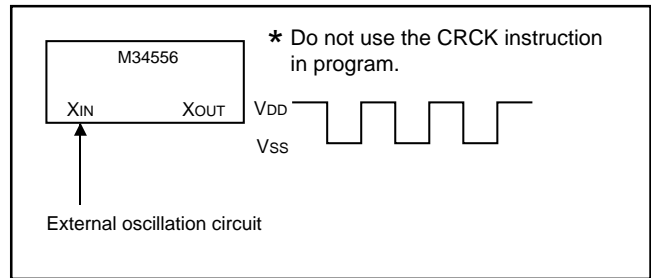 * Do not use the CRCK instruction
in program.
M34556
XIN XOUT
VDD
VSS
External oscillation circuit